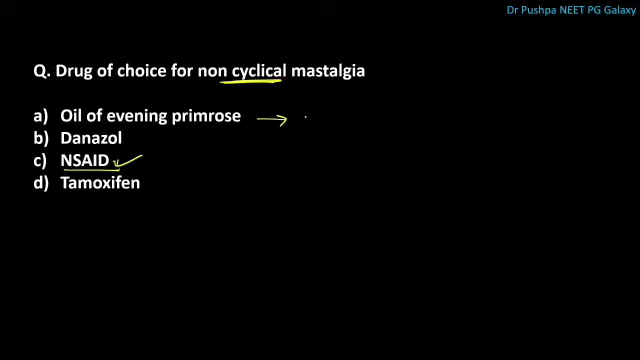 Dr Pushpa NEET PG Galaxy
Q. Drug of choice for non cyclical mastalgia
a) Oil of evening primrose
b) Danazol
c) NSAID
d) Tamoxifen